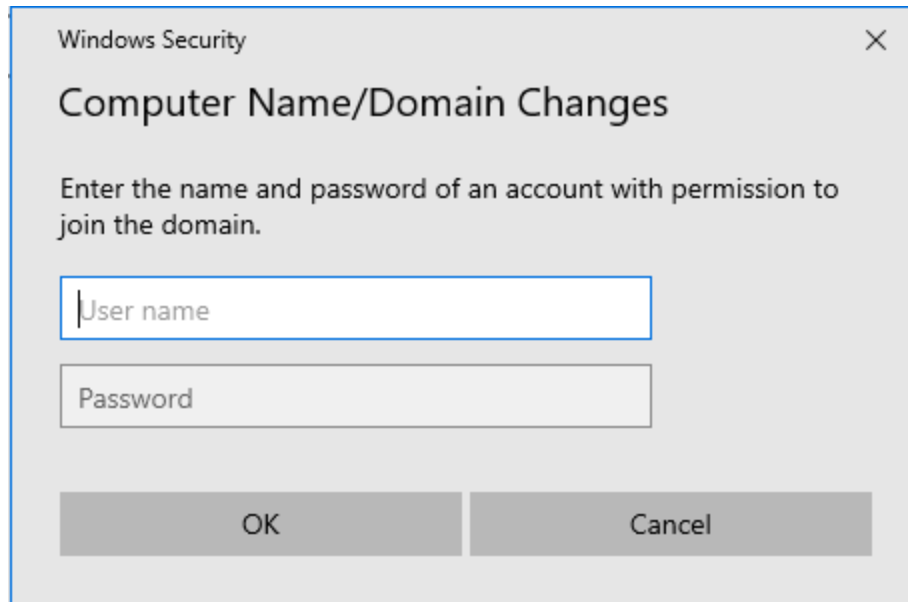 Windows Security
Computer Name/Domain Changes
Enter the name and password of an account with permission to
join the domain.
User name
Password
OK
Cancel